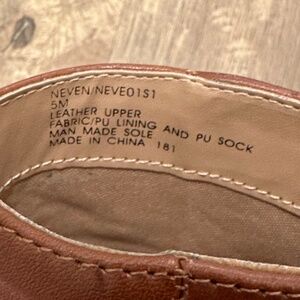 NEVEN/NEVE01S1
5M
LEATHER UPPER
FABRIC/PU LINING AND PU SOCK
MAN MADE SOLE
MADE IN CHINA 181